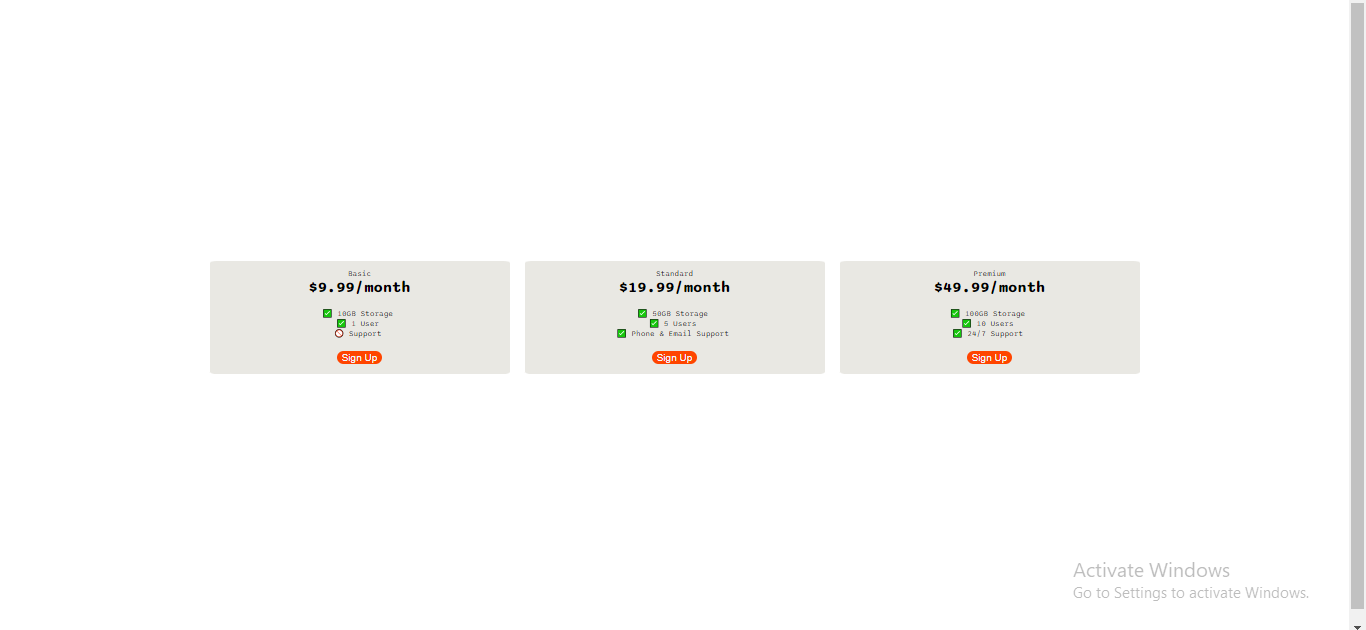 Basic
$9.99/month
✅ 10GB Storage
✅ 1 User
🚫 Support
Sign Up
Standard
$19.99/month
✅ 50GB Storage
✅ 5 Users
✅ Phone & Email Support
Sign Up
Premium
$49.99/month
✅ 100GB Storage
✅ 10 Users
✅ 24/7 Support
Sign Up
Activate Windows
Go to Settings to activate Windows.